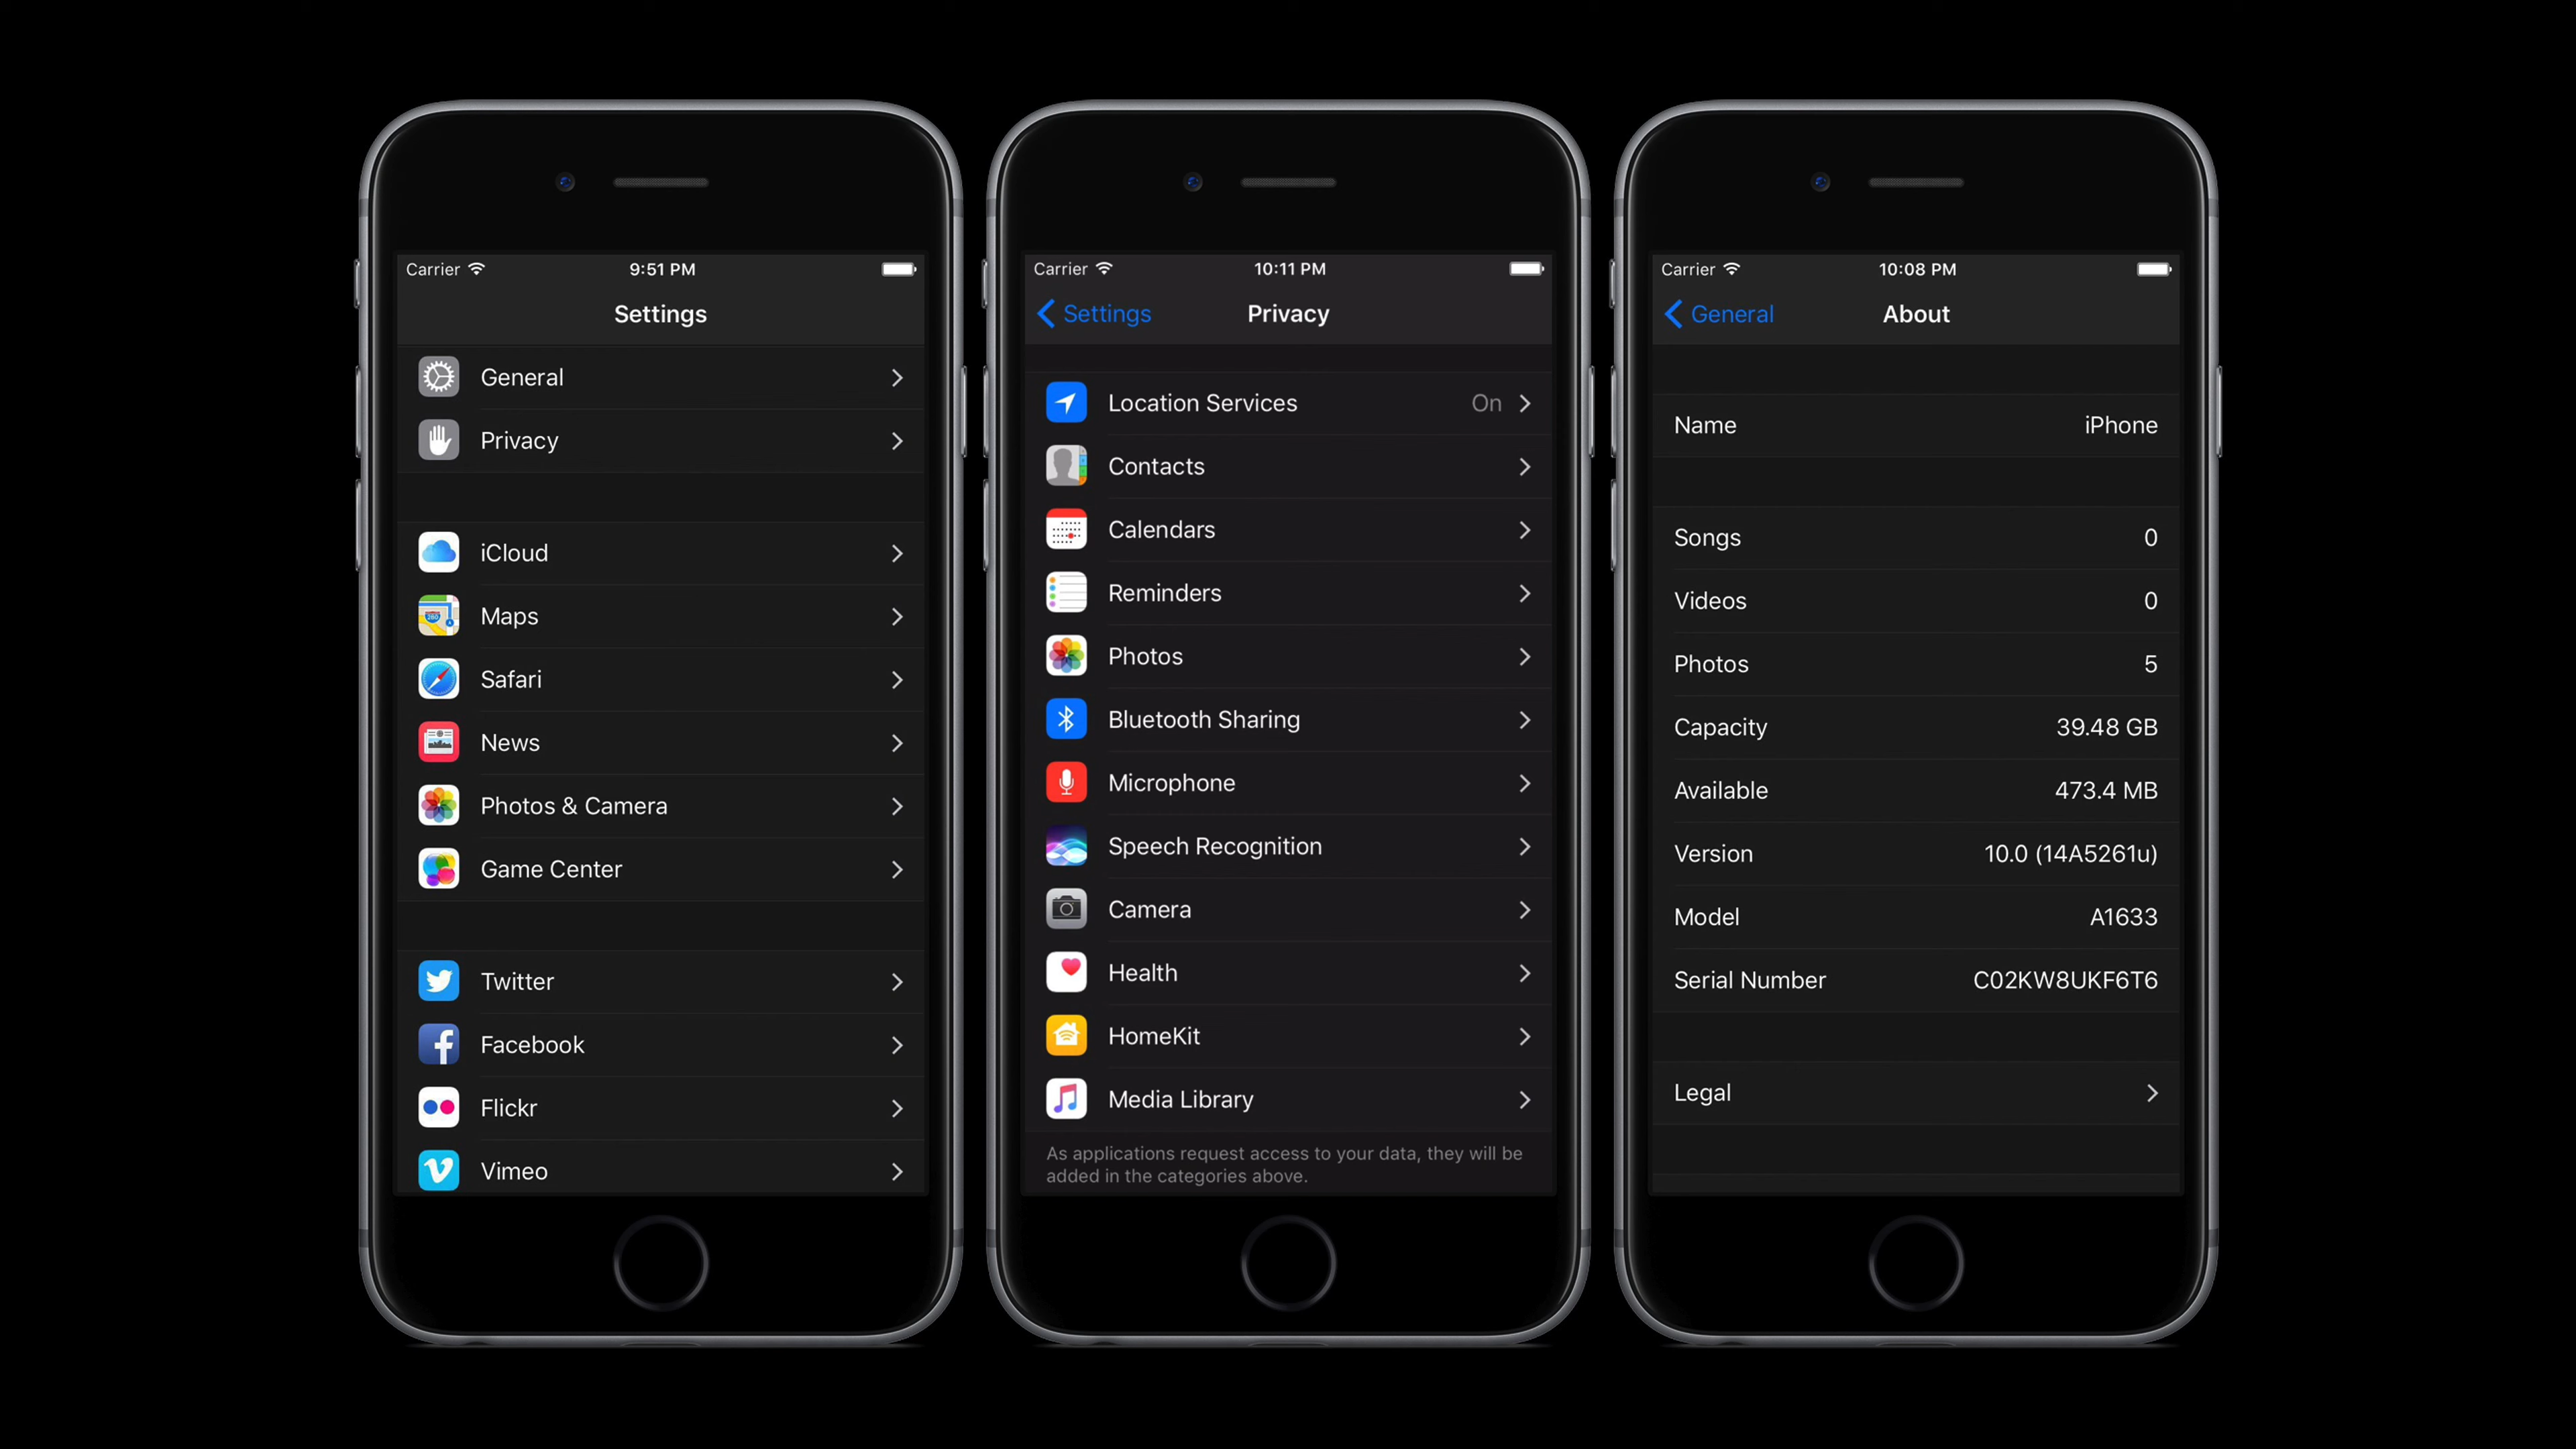 Carrier 9:51 PM
Settings
General
Privacy
iCloud
Maps
Safari
News
Photos & Camera
Game Center
Twitter
Facebook
Flickr
Vimeo
Carrier 10:11 PM
Settings Privacy
Location Services On
Contacts
Calendars
Reminders
Photos
Bluetooth Sharing
Microphone
Speech Recognition
Camera
Health
HomeKit
Media Library
As applications request access to your data, they will be
added in the categories above.
Carrier 10:08 PM
General About
Name iPhone
Songs 0
Videos 0
Photos 5
Capacity 39.48 GB
Available 473.4 MB
Version 10.0 (14A5261u)
Model A1633
Serial Number C02KW8UKF6T6
Legal